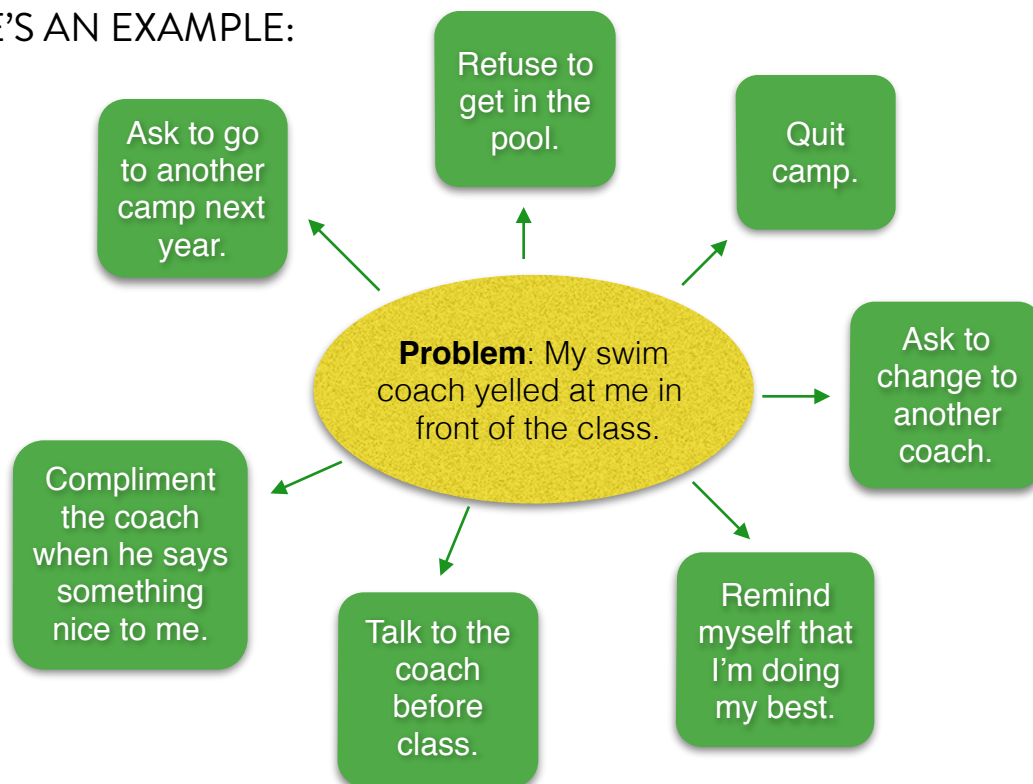 E'S AN EXAMPLE:
Refuse to
get in the
pool.
Ask to go
to another
camp next
year.
Quit
camp.
Problem: My swim
coach yelled at me in
front of the class.
Ask to
change to
another
coach.
Compliment
the coach
when he says
something
nice to me.
Talk to the
coach
before
class.
Remind
myself that
I'm doing
my best.